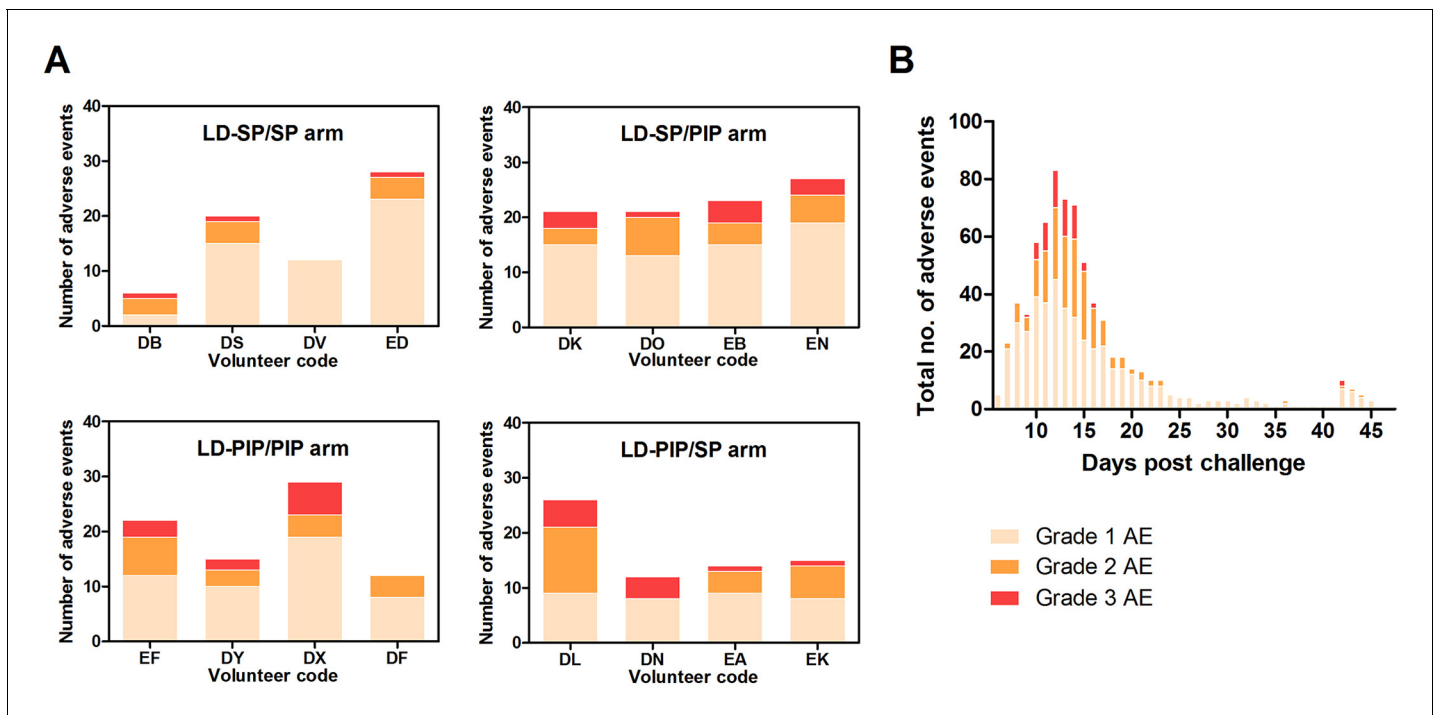 A
B
LD-SP/SP arm
Number of adverse events
40
30
20
10
0
DB DS DV ED
Volunteer code
LD-SP/PIP arm
Number of adverse events
40
30
20
10
0
DK DO EB EN
Volunteer code
LD-PIP/PIP arm
Number of adverse events
40
30
20
10
0
EF DY DX DF
Volunteer code
LD-PIP/SP arm
Number of adverse events
40
30
20
10
0
DL DN EA EK
Volunteer code
Total no. of adverse events
100
80
60
40
20
0
10 15 20 25 30 35 40 45
Days post challenge
Grade 1 AE
Grade 2 AE
Grade 3 AE